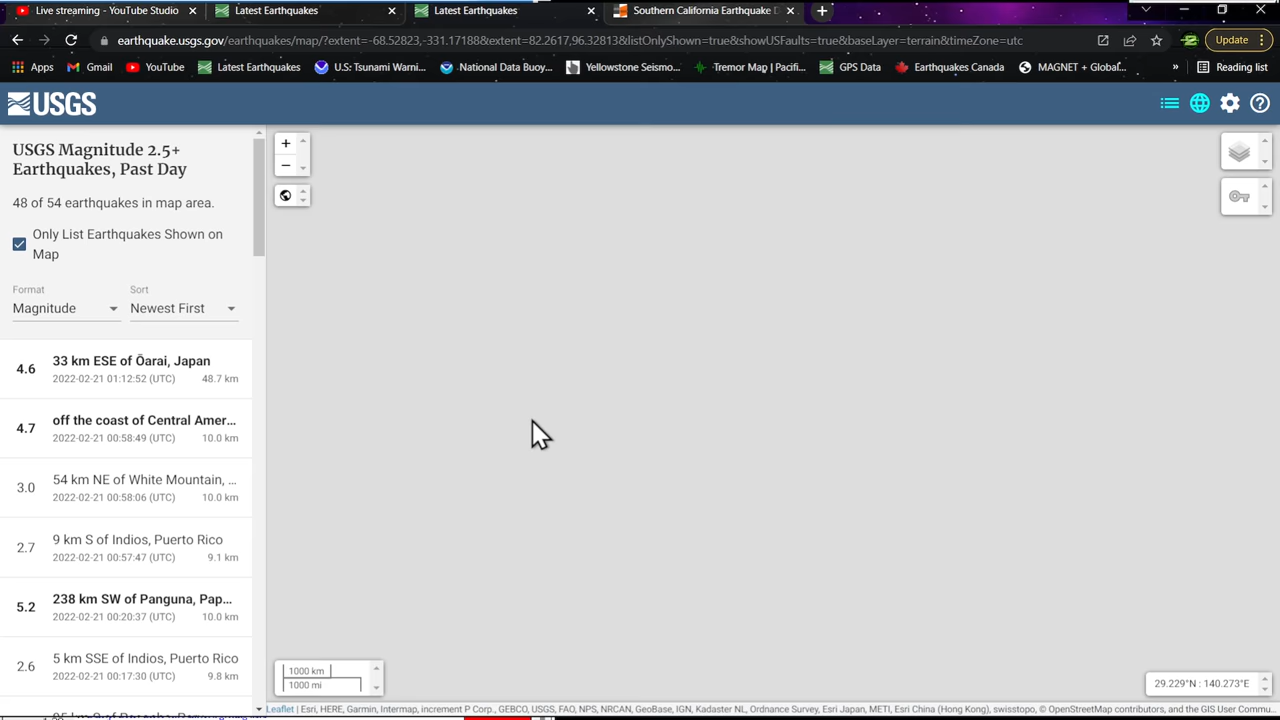 Live streaming - YouTube Studio
Latest Earthquakes
Latest Earthquakes
Southern California Earthquake D
earthquake.usgs.gov/earthquakes/map/?extent=-68.52823,-331.1718&extent=82.2617,96.32813&listOnlyShown=true&showUSFaults=true&baseLayer=terrain&timeZone=utc
Update
Apps
Gmail
YouTube
Latest Earthquakes
U.S: Tsunami Warni...
National Data Buoy...
Yellowstone Seismo...
Tremor Map | Pacifi...
GPS Data
Earthquakes Canada
MAGNET + Global...
»
Reading list
USGS
USGS Magnitude 2.5+
Earthquakes, Past Day
48 of 54 earthquakes in map area.
Only List Earthquakes Shown on
Map
Format
Sort
Magnitude
Newest First
4.6
33 km ESE of Ōarai, Japan
2022-02-21 01:12:52 (UTC) 48.7 km
4.7
off the coast of Central Amer...
2022-02-21 00:58:49 (UTC) 10.0 km
3.0
54 km NE of White Mountain, ...
2022-02-21 00:58:06 (UTC) 10.0 km
2.7
9 km S of Indios, Puerto Rico
2022-02-21 00:57:47 (UTC) 9.1 km
5.2
238 km SW of Panguna, Pap...
2022-02-21 00:20:37 (UTC) 10.0 km
2.6
5 km SSE of Indios, Puerto Rico
2022-02-21 00:17:30 (UTC) 9.8 km
+
−
1000 km
1000 mi
29.229°N : 140.273°E
Leaflet | Esri, HERE, Garmin, Intermap, increment P Corp., GEBCO, USGS, FAO, NPS, NRCAN, GeoBase, IGN, Kadaster NL, Ordnance Survey, Esri Japan, METI, Esri China (Hong Kong), swisstopo, © OpenStreetMap contributors, and the GIS User Commu...